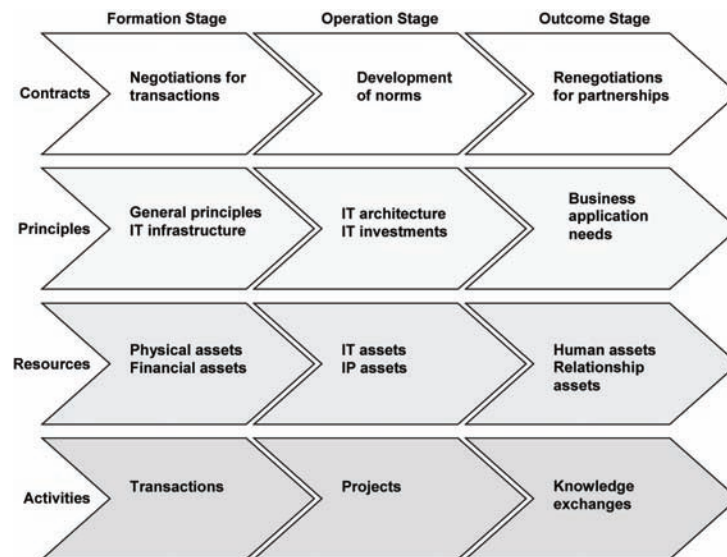 Formation Stage
Operation Stage
Outcome Stage
Contracts
Negotiations for
transactions
Development
of norms
Renegotiations
for partnerships
Principles
General principles
IT infrastructure
IT architecture
IT investments
Business
application
needs
Resources
Physical assets
Financial assets
IT assets
IP assets
Human assets
Relationship
assets
Activities
Transactions
Projects
Knowledge
exchanges